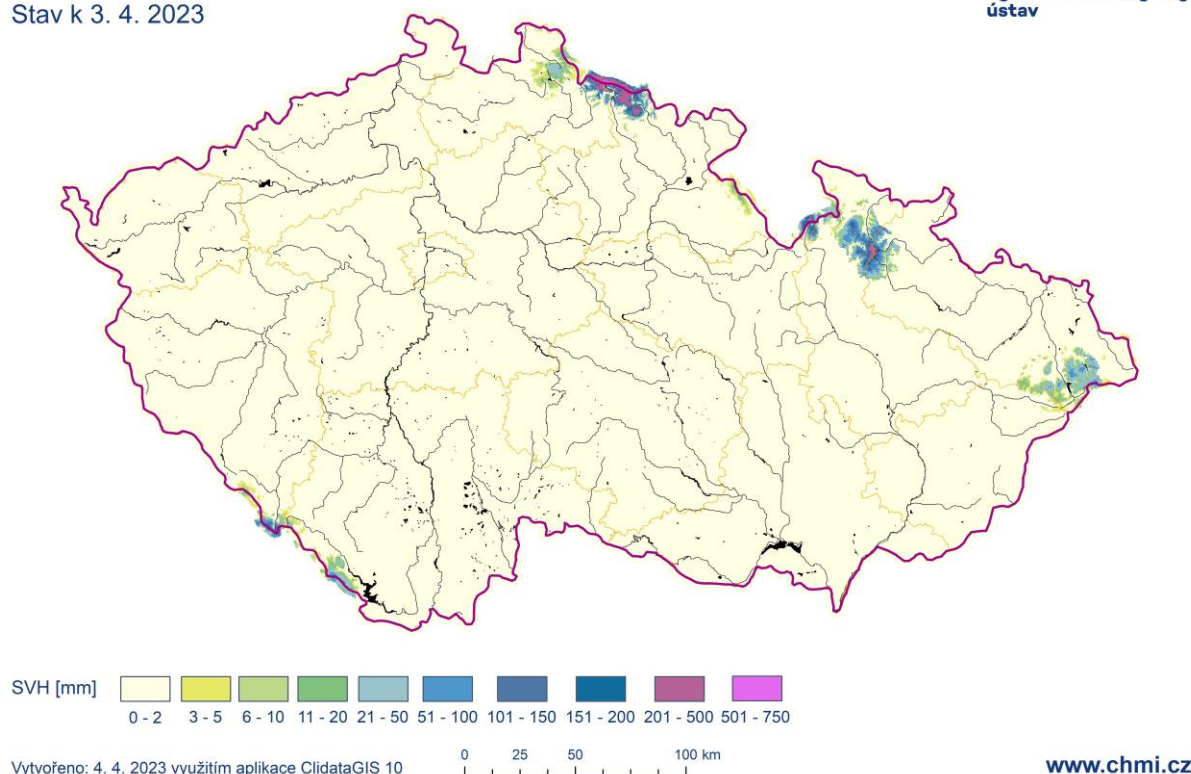 Stav k 3. 4. 2023
ústav
SVH [mm]
0 - 2 3 - 5 6 - 10 11 - 20 21 - 50 51 - 100 101 - 150 151 - 200 201 - 500 501 - 750
0 25 50 100 km
Vytvořeno: 4. 4. 2023 využitím aplikace ClidataGIS 10
www.chmi.cz